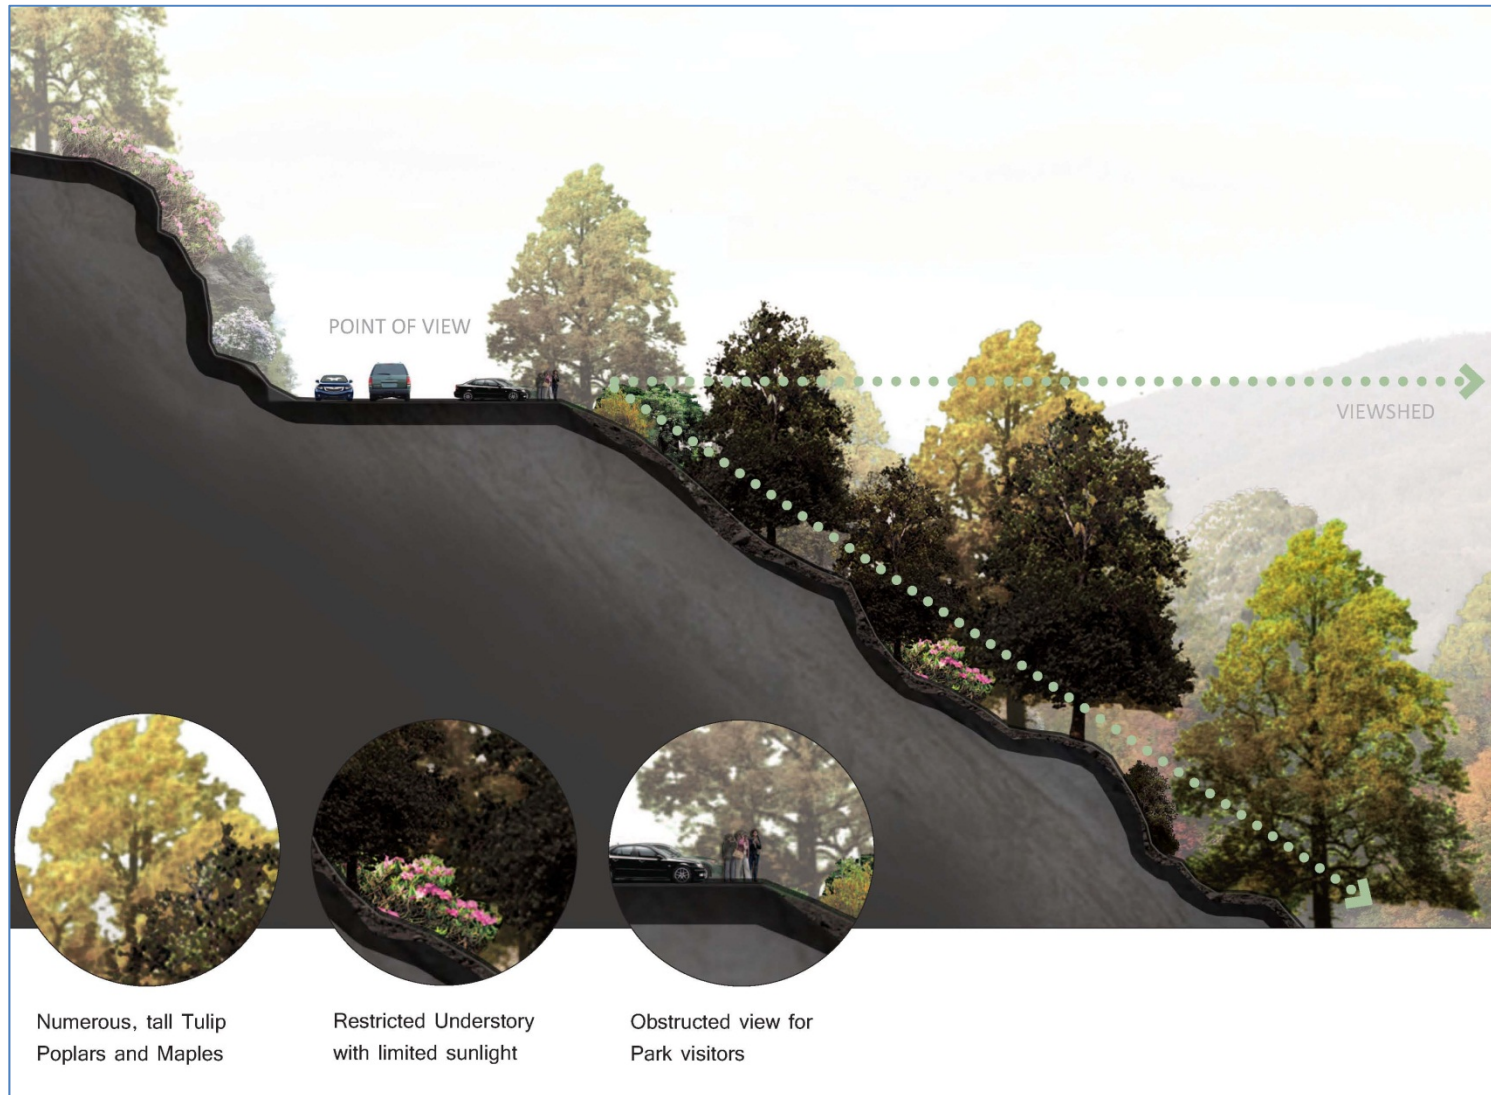 POINT OF VIEW
VIEWSHED
Numerous, tall Tulip
Poplars and Maples
Restricted Understory
with limited sunlight
Obstructed view for
Park visitors